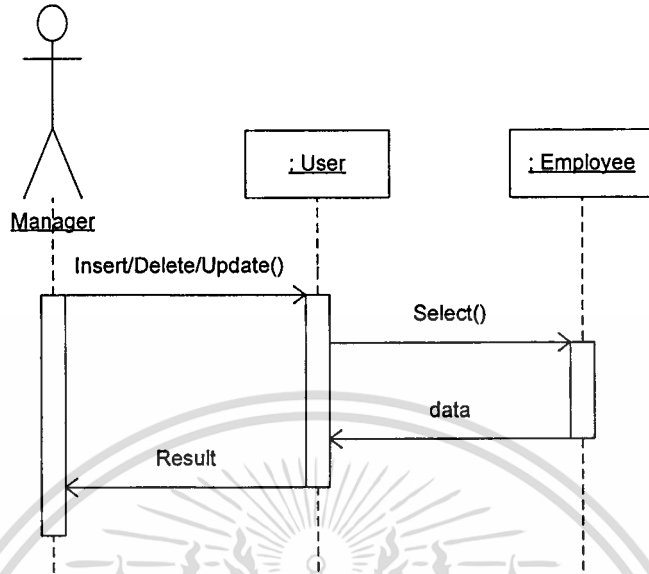 : User
: Employee
Manager
Insert/Delete/Update()
Select()
data
Result